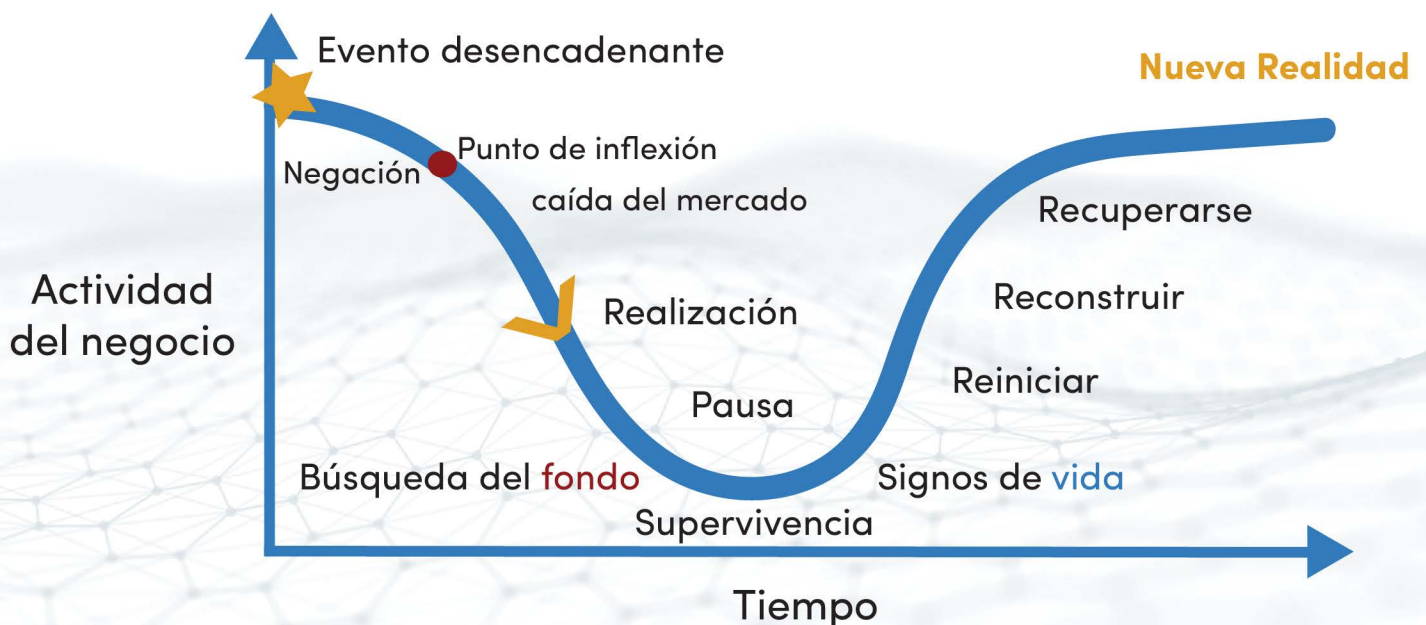 Evento desencadenante
Nueva Realidad
Punto de inflexión
Negación
caída del mercado
Recuperarse
Actividad
del negocio
Reconstruir
Realización
Reiniciar
Pausa
Búsqueda del fondo
Signos de vida
Supervivencia
Tiempo